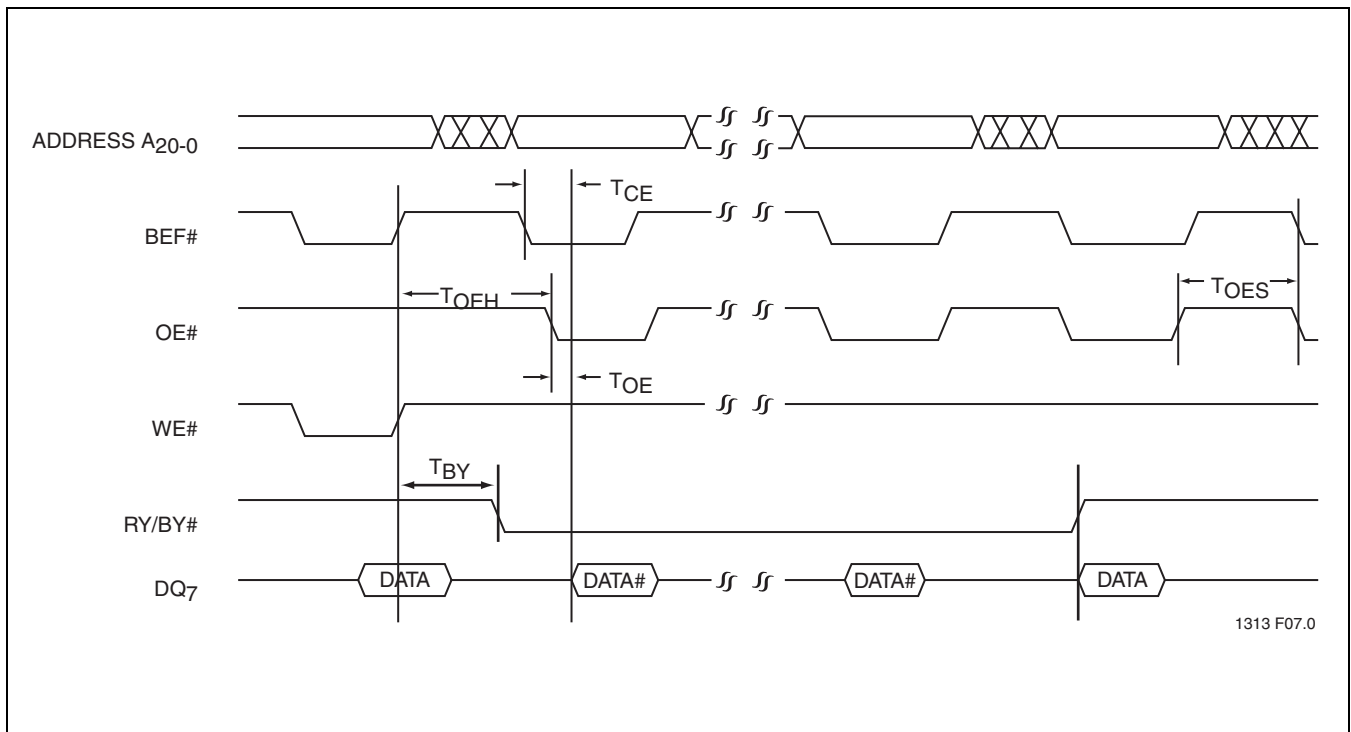 ADDRESS A20-0
TCE
BEF#
TOEH
TOES
OE#
TOE
WE#
TBY
RY/BY#
DQ7
DATA
DATA#
DATA#
DATA
1313 F07.0